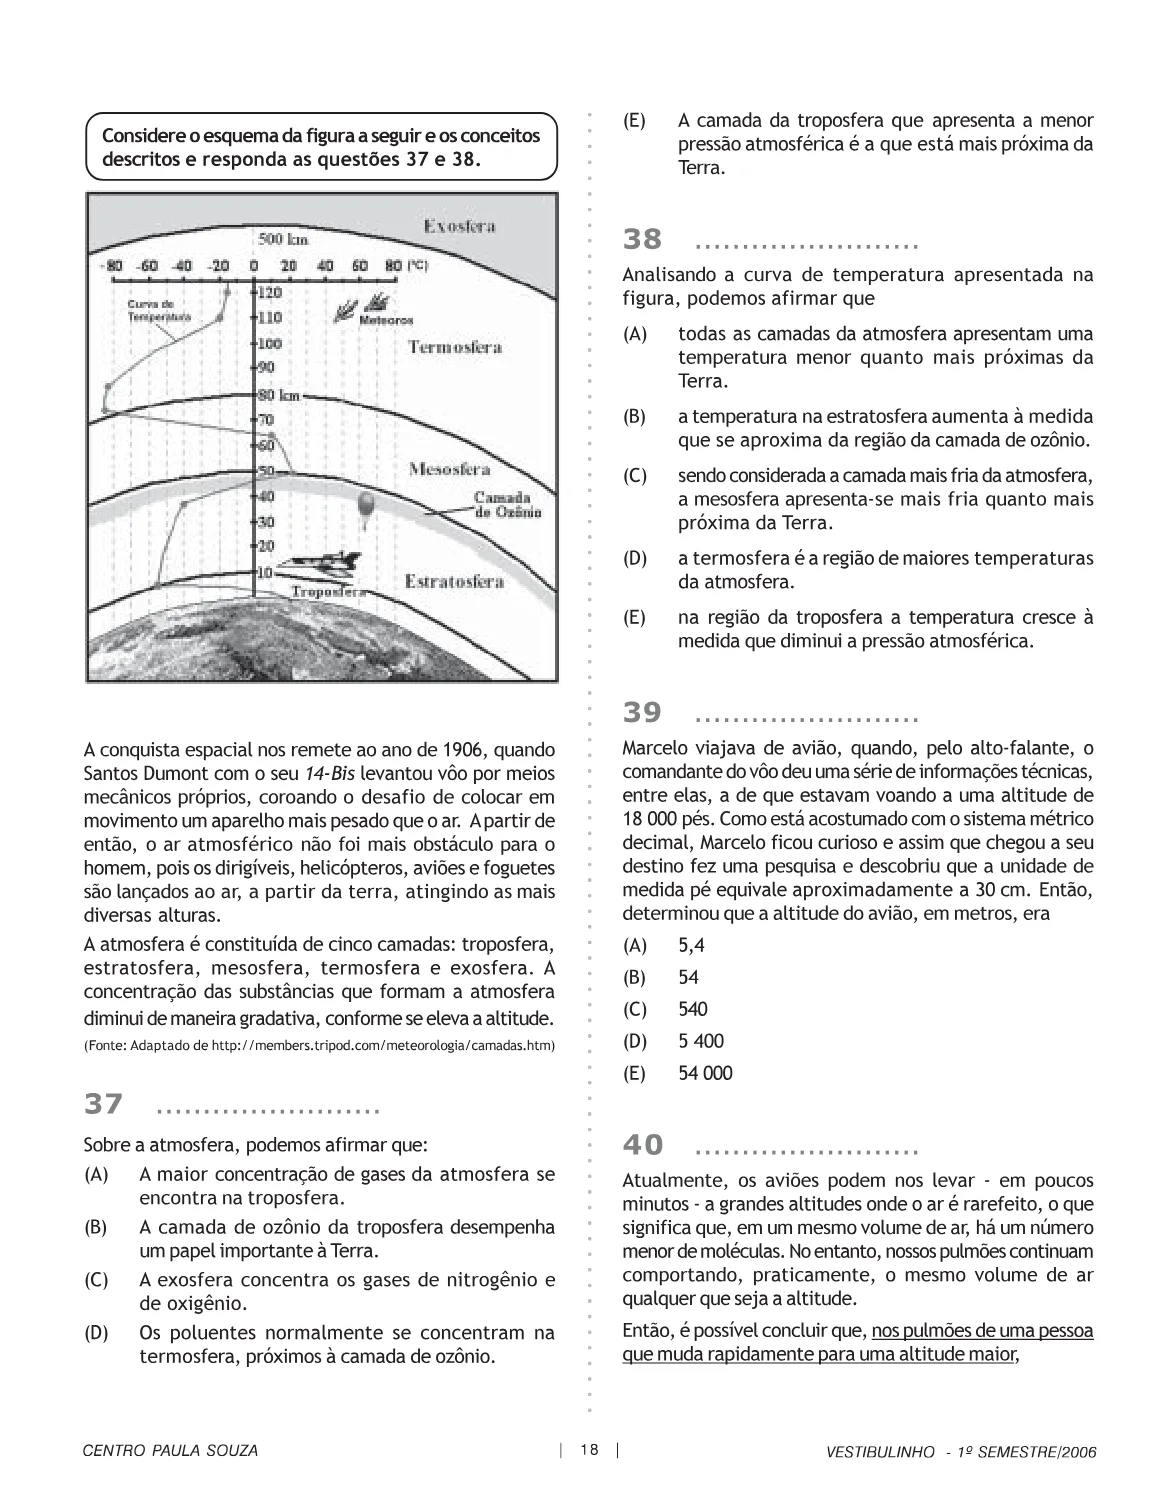 Considere o esquema da figura a seguir e os conceitos
descritos e responda as questões 37 e 38.
Exosfera
500 km
-80 -60 -40 -20 0 20 40 60 80 (ºC)
120
Curva de
Temperatura
110
Meteoros
100
Termosfera
90
80 km
70
60
50
Mesosfera
40
Camada
de Ozônio
30
20
10
Estratosfera
Troposfera
A conquista espacial nos remete ao ano de 1906, quando
Santos Dumont com o seu 14-Bis levantou vôo por meios
mecânicos próprios, coroando o desafio de colocar em
movimento um aparelho mais pesado que o ar. A partir de
então, o ar atmosférico não foi mais obstáculo para o
homem, pois os dirigíveis, helicópteros, aviões e foguetes
são lançados ao ar, a partir da terra, atingindo as mais
diversas alturas.
A atmosfera é constituída de cinco camadas: troposfera,
estratosfera, mesosfera, termosfera e exosfera. A
concentração das substâncias que formam a atmosfera
diminui de maneira gradativa, conforme se eleva a altitude.
(Fonte: Adaptado de http://members.tripod.com/meteorologia/camadas.htm)
37 ........................
Sobre a atmosfera, podemos afirmar que:
(A) A maior concentração de gases da atmosfera se
encontra na troposfera.
(B) A camada de ozônio da troposfera desempenha
um papel importante à Terra.
(C) A exosfera concentra os gases de nitrogênio e
de oxigênio.
(D) Os poluentes normalmente se concentram na
termosfera, próximos à camada de ozônio.
(E) A camada da troposfera que apresenta a menor
pressão atmosférica é a que está mais próxima da
Terra.
38 ........................
Analisando a curva de temperatura apresentada na
figura, podemos afirmar que
(A) todas as camadas da atmosfera apresentam uma
temperatura menor quanto mais próximas da
Terra.
(B) a temperatura na estratosfera aumenta à medida
que se aproxima da região da camada de ozônio.
(C) sendo considerada a camada mais fria da atmosfera,
a mesosfera apresenta-se mais fria quanto mais
próxima da Terra.
(D) a termosfera é a região de maiores temperaturas
da atmosfera.
(E) na região da troposfera a temperatura cresce à
medida que diminui a pressão atmosférica.
39 ........................
Marcelo viajava de avião, quando, pelo alto-falante, o
comandante do vôo deu uma série de informações técnicas,
entre elas, a de que estavam voando a uma altitude de
18 000 pés. Como está acostumado com o sistema métrico
decimal, Marcelo ficou curioso e assim que chegou a seu
destino fez uma pesquisa e descobriu que a unidade de
medida pé equivale aproximadamente a 30 cm. Então,
determinou que a altitude do avião, em metros, era
(A) 5,4
(B) 54
(C) 540
(D) 5 400
(E) 54 000
40 ........................
Atualmente, os aviões podem nos levar - em poucos
minutos - a grandes altitudes onde o ar é rarefeito, o que
significa que, em um mesmo volume de ar, há um número
menor de moléculas. No entanto, nossos pulmões continuam
comportando, praticamente, o mesmo volume de ar
qualquer que seja a altitude.
Então, é possível concluir que, nos pulmões de uma pessoa
que muda rapidamente para uma altitude maior,
CENTRO PAULA SOUZA | 18 | VESTIBULINHO - 1º SEMESTRE/2006